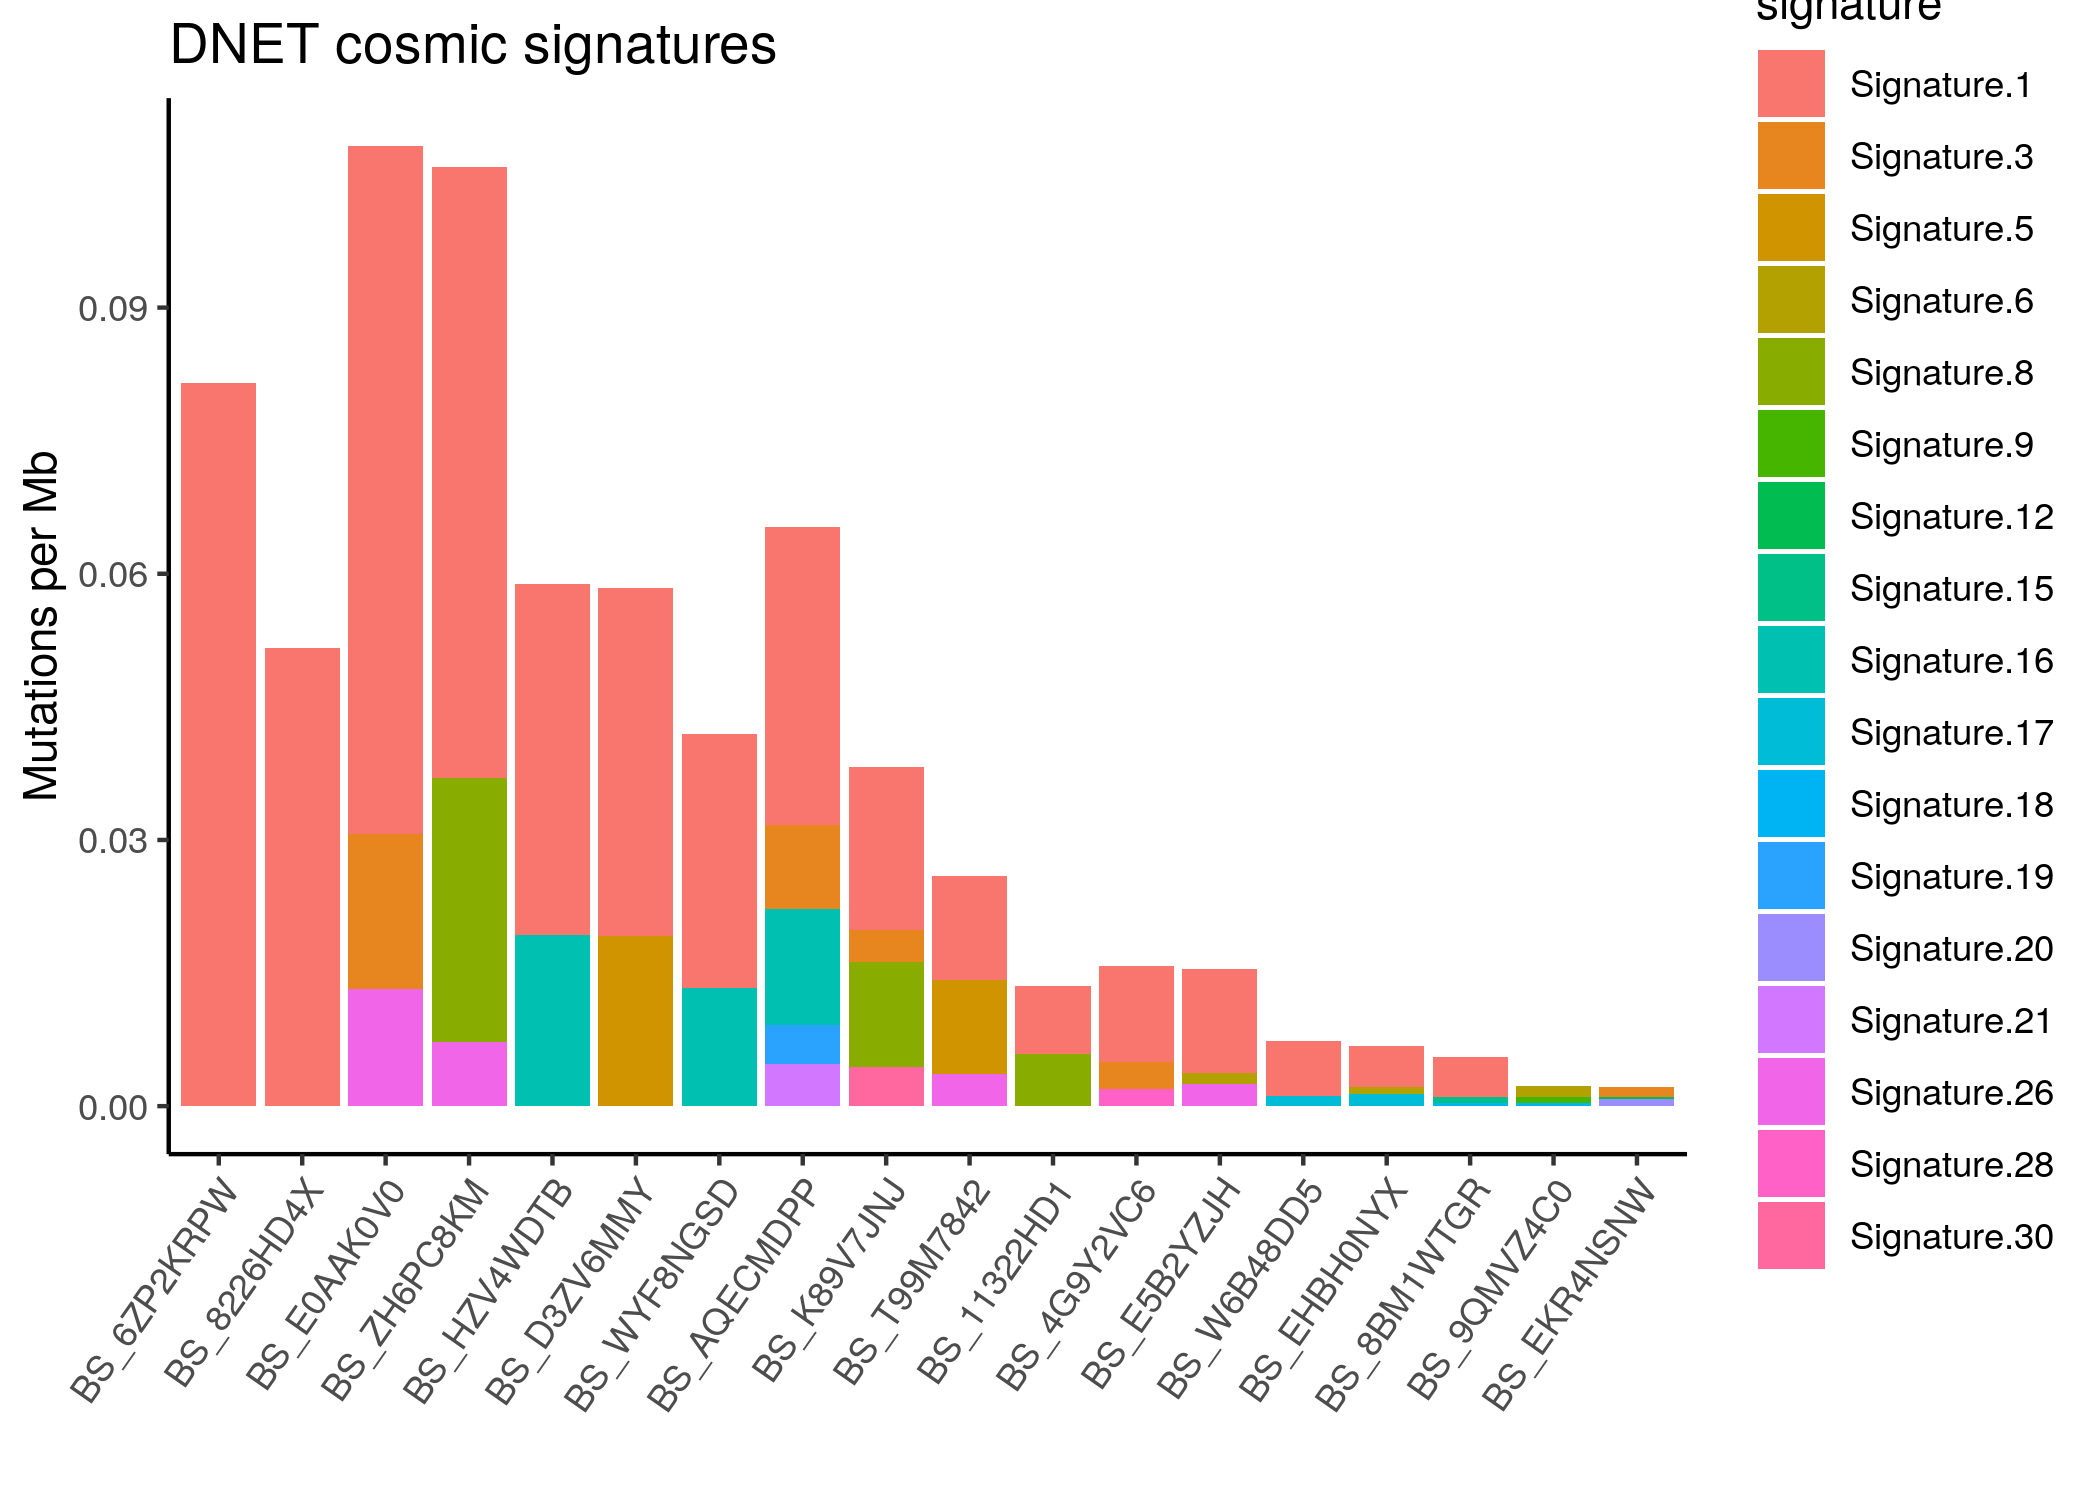 DNET cosmic signatures
signature
Signature.1
Signature.3
Signature.5
Signature.6
Signature.8
Signature.9
Signature.12
Signature.15
Signature.16
Signature.17
Signature.18
Signature.19
Signature.20
Signature.21
Signature.26
Signature.28
Signature.30
Mutations per Mb
0.09
0.06
0.03
0.00
BS_6ZP2KRPW
BS_8226HD4X
BS_E0AAK0V0
BS_ZH6PC8KM
BS_HZV4WDTB
BS_D3ZV6MMY
BS_WYF8NGSD
BS_AQECMDPP
BS_K89V7JNJ
BS_T99M7842
BS_11322HD1
BS_4G9Y2VC6
BS_E5B2YZJH
BS_W6B48DD5
BS_EHBH0NYX
BS_8BM1WTGR
BS_9QMVZ4C0
BS_EKR4NSNW